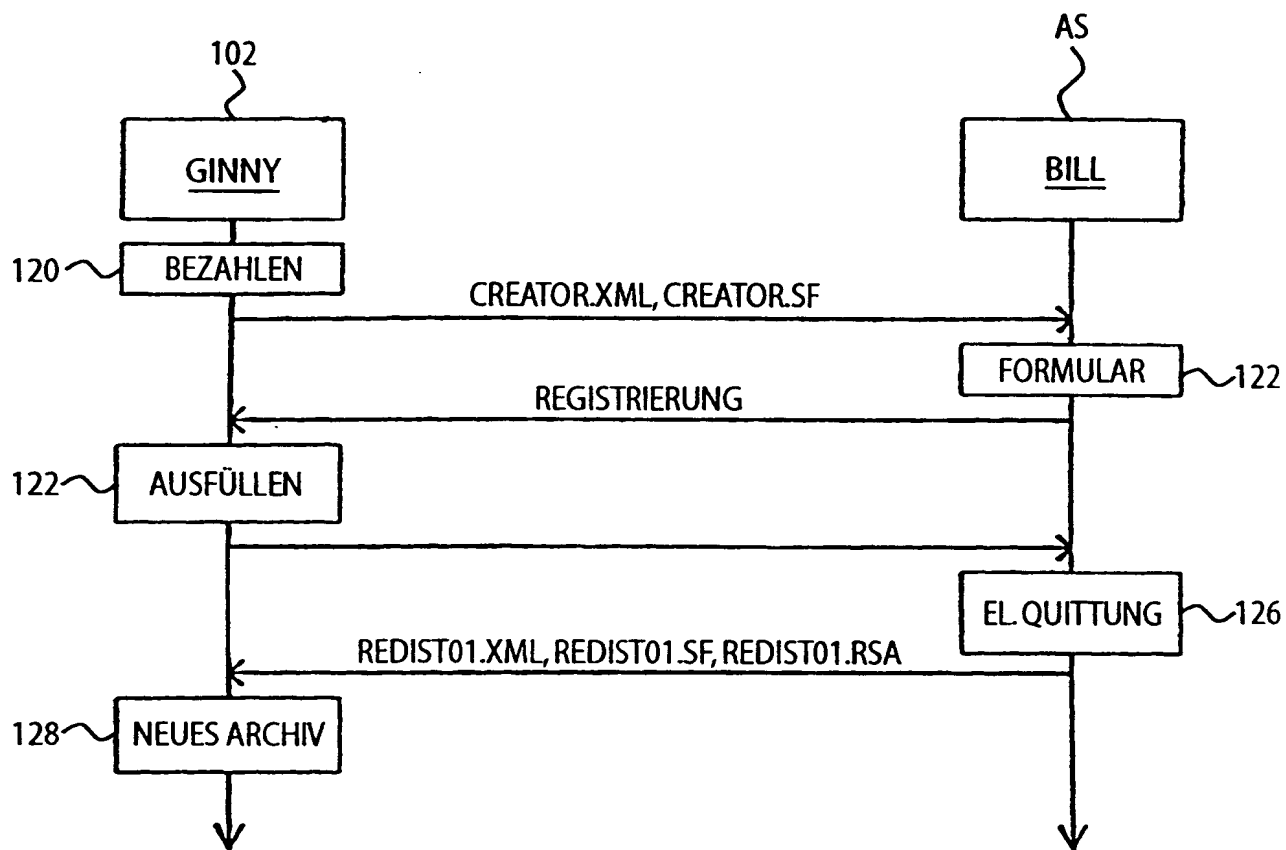 102
AS
GINNY
BILL
120
BEZAHLEN
CREATOR.XML, CREATOR.SF
FORMULAR
122
REGISTRIERUNG
122
AUSFÜLLEN
EL. QUITTUNG
126
REDIST01.XML, REDIST01.SF, REDIST01.RSA
128
NEUES ARCHIV